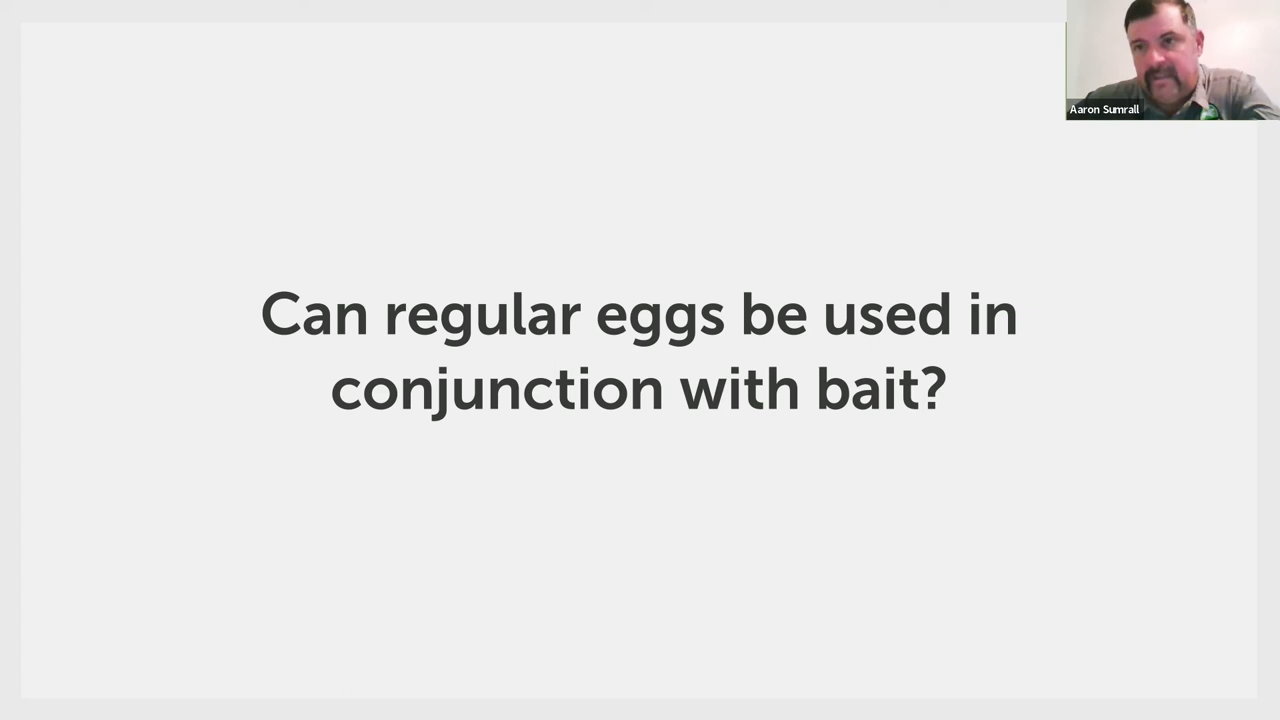 Aaron Sumrall
Can regular eggs be used in
conjunction with bait?